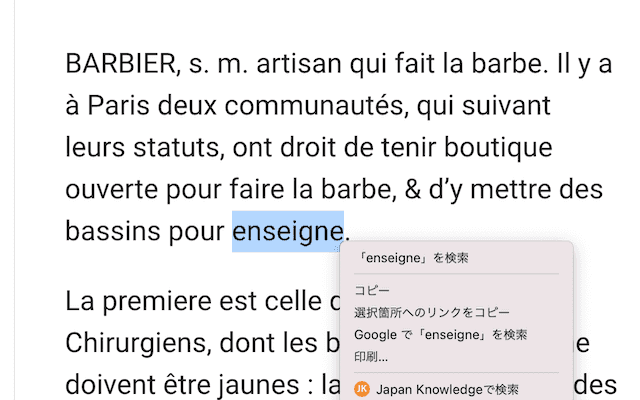 BARBIER, s. m. artisan qui fait la barbe. Il y a
à Paris deux communautés, qui suivant
leurs statuts, ont droit de tenir boutique
ouverte pour faire la barbe, & d’y mettre des
bassins pour enseigne.
「enseigne」を検索
コピー
選択箇所へのリンクをコピー
Google で「enseigne」を検索
印刷...
JK Japan Knowledgeで検索
La premiere est celle
Chirurgiens, dont les
doivent être jaunes : la des